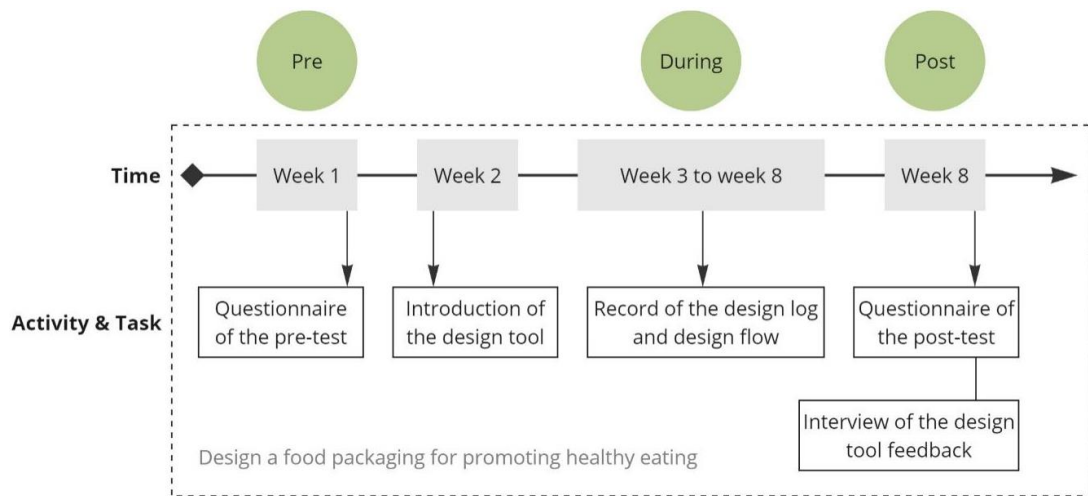 Pre
During
Post
Time
Week 1
Week 2
Week 3 to week 8
Week 8
Activity & Task
Questionnaire
of the pre-test
Introduction of
the design tool
Record of the design log
and design flow
Questionnaire of
the post-test
Interview of the design
tool feedback
Design a food packaging for promoting healthy eating